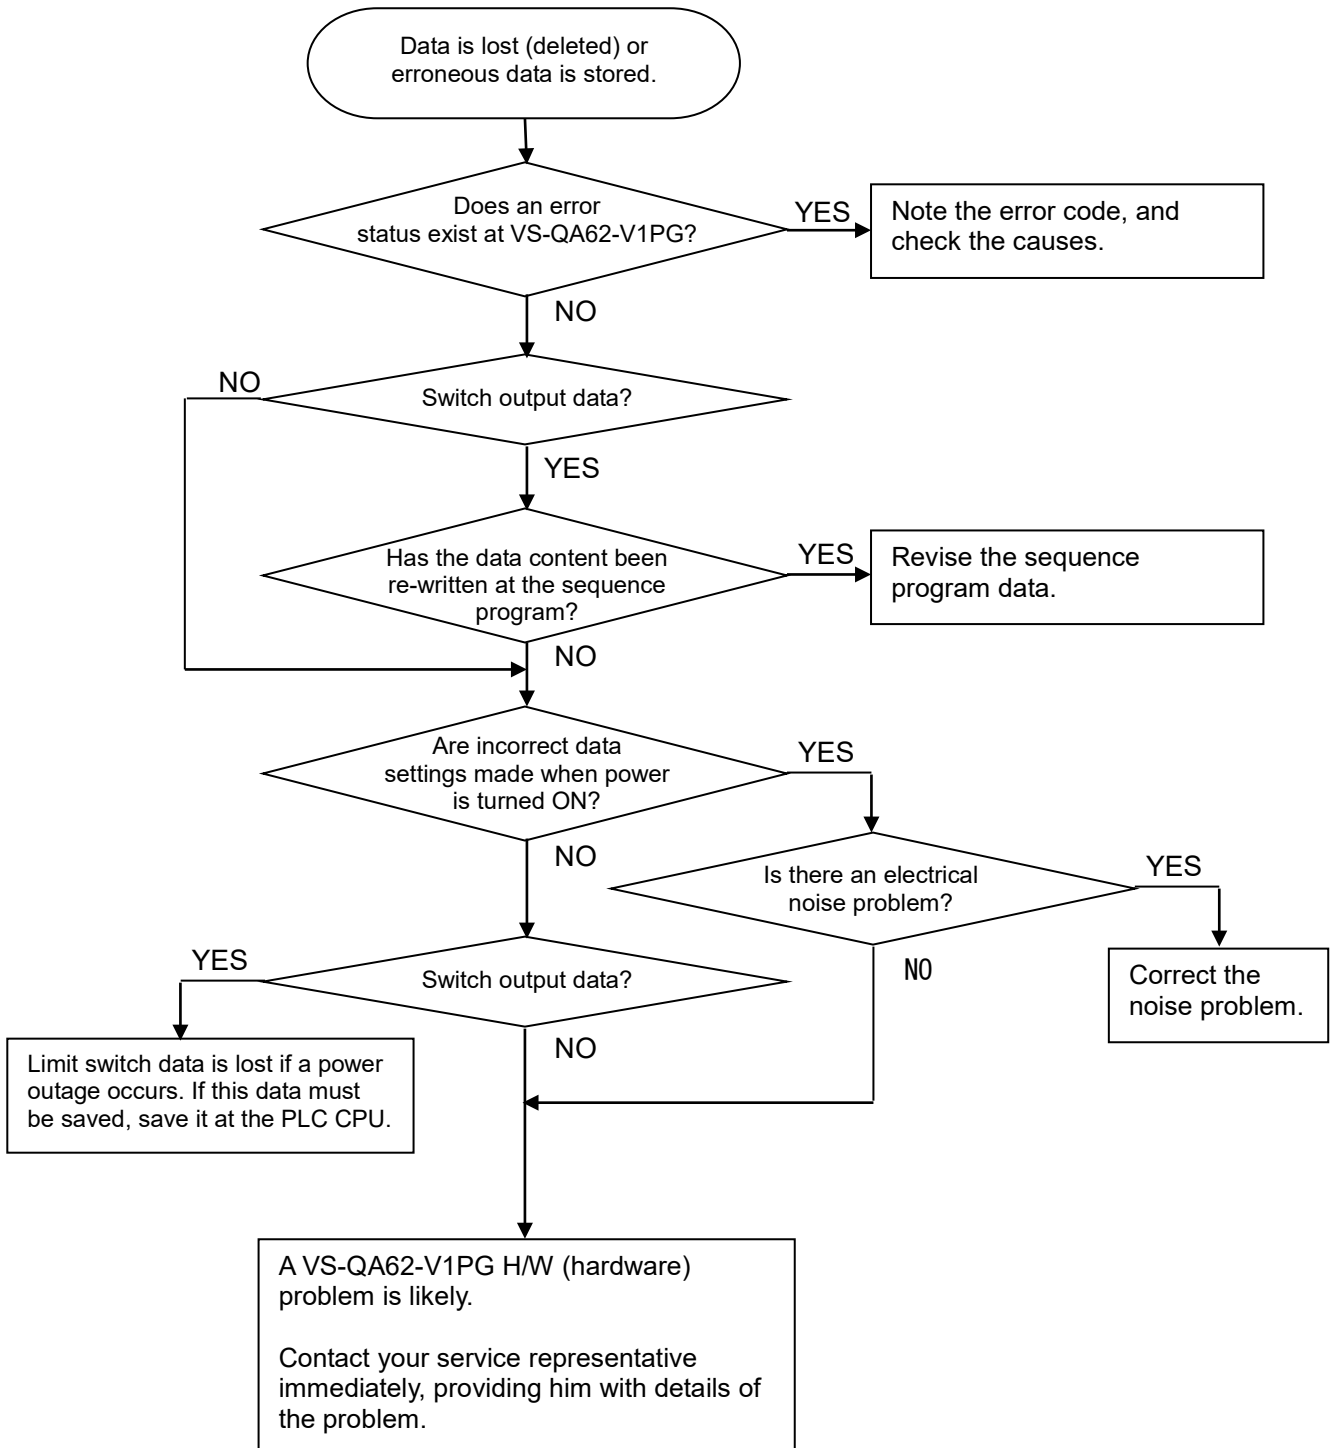 Data is lost (deleted) or
erroneous data is stored.
Does an error
status exist at VS-QA62-V1PG?
YES
Note the error code, and
check the causes.
NO
NO
Switch output data?
YES
Has the data content been
re-written at the sequence
program?
YES
Revise the sequence
program data.
NO
Are incorrect data
settings made when power
is turned ON?
YES
NO
Is there an electrical
noise problem?
YES
Correct the
noise problem.
NO
YES
Switch output data?
NO
Limit switch data is lost if a power
outage occurs. If this data must
be saved, save it at the PLC CPU.
A VS-QA62-V1PG H/W (hardware)
problem is likely.
Contact your service representative
immediately, providing him with details of
the problem.